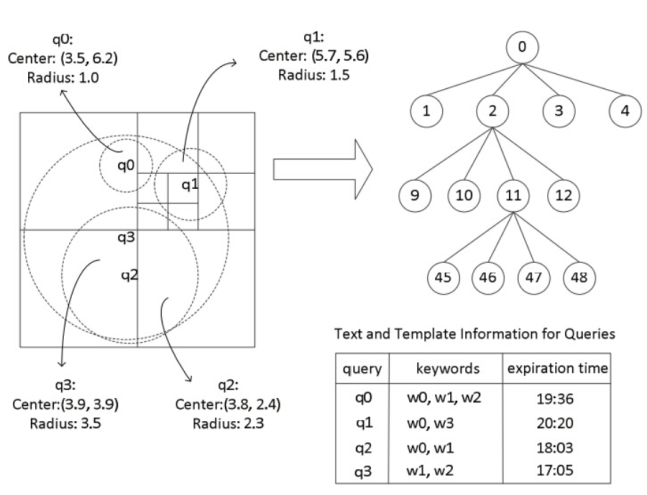 q0:
Center: (3.5, 6.2)
Radius: 1.0
q1:
Center: (5.7, 5.6)
Radius: 1.5
q0
q1
q3
q2
q3:
Center:(3.9, 3.9)
Radius: 3.5
q2:
Center:(3.8, 2.4)
Radius: 2.3
0
1 2 3 4
9 10 11 12
45 46 47 48
Text and Template Information for Queries
query keywords expiration time
q0 w0, w1, w2 19:36
q1 w0, w3 20:20
q2 w0, w1 18:03
q3 w1, w2 17:05